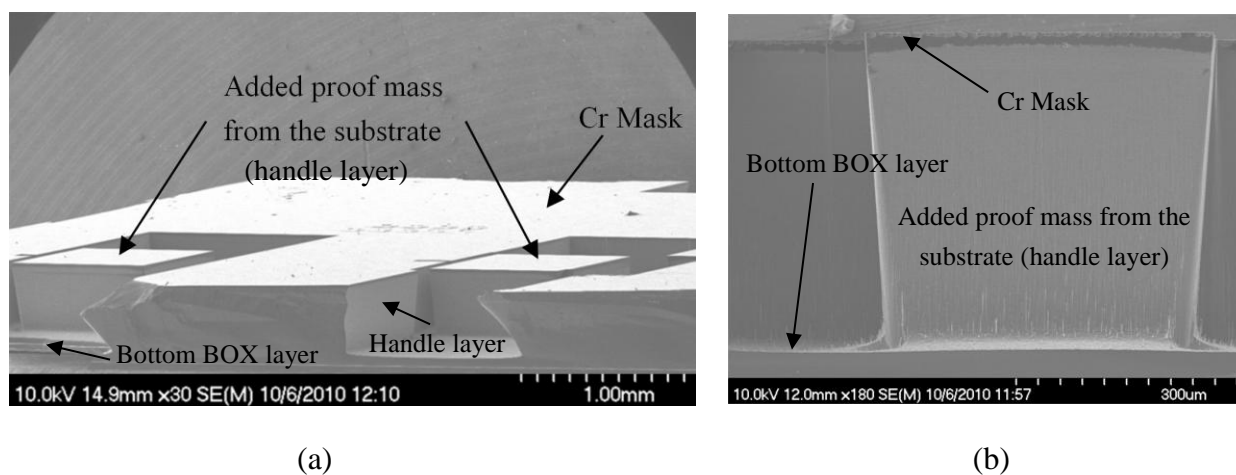 Added proof mass
from the substrate
(handle layer)
Cr Mask
Handle layer
Bottom BOX layer
10.0kV 14.9mm x30 SE(M) 10/6/2010 12:10
1.00mm
(a)
Cr Mask
Bottom BOX layer
Added proof mass from the
substrate (handle layer)
10.0kV 12.0mm x180 SE(M) 10/6/2010 11:57
300um
(b)